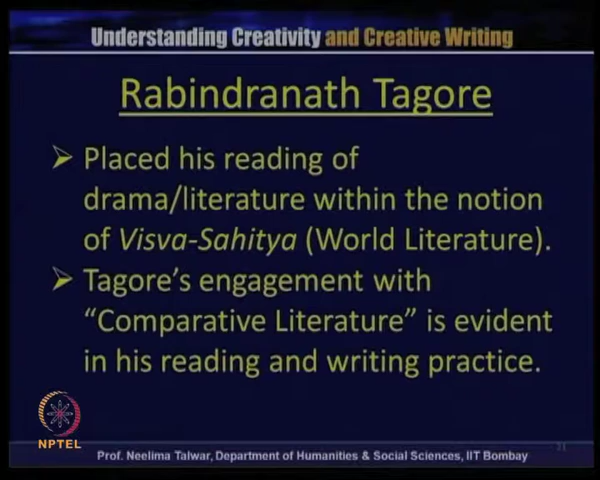 Understanding Creativity and Creative Writing
Rabindranath Tagore
➢ Placed his reading of
drama/literature within the notion
of Visva-Sahitya (World Literature).
➢ Tagore's engagement with
“Comparative Literature” is evident
in his reading and writing practice.
NPTEL
Prof. Neelima Talwar, Department of Humanities & Social Sciences, IIT Bombay